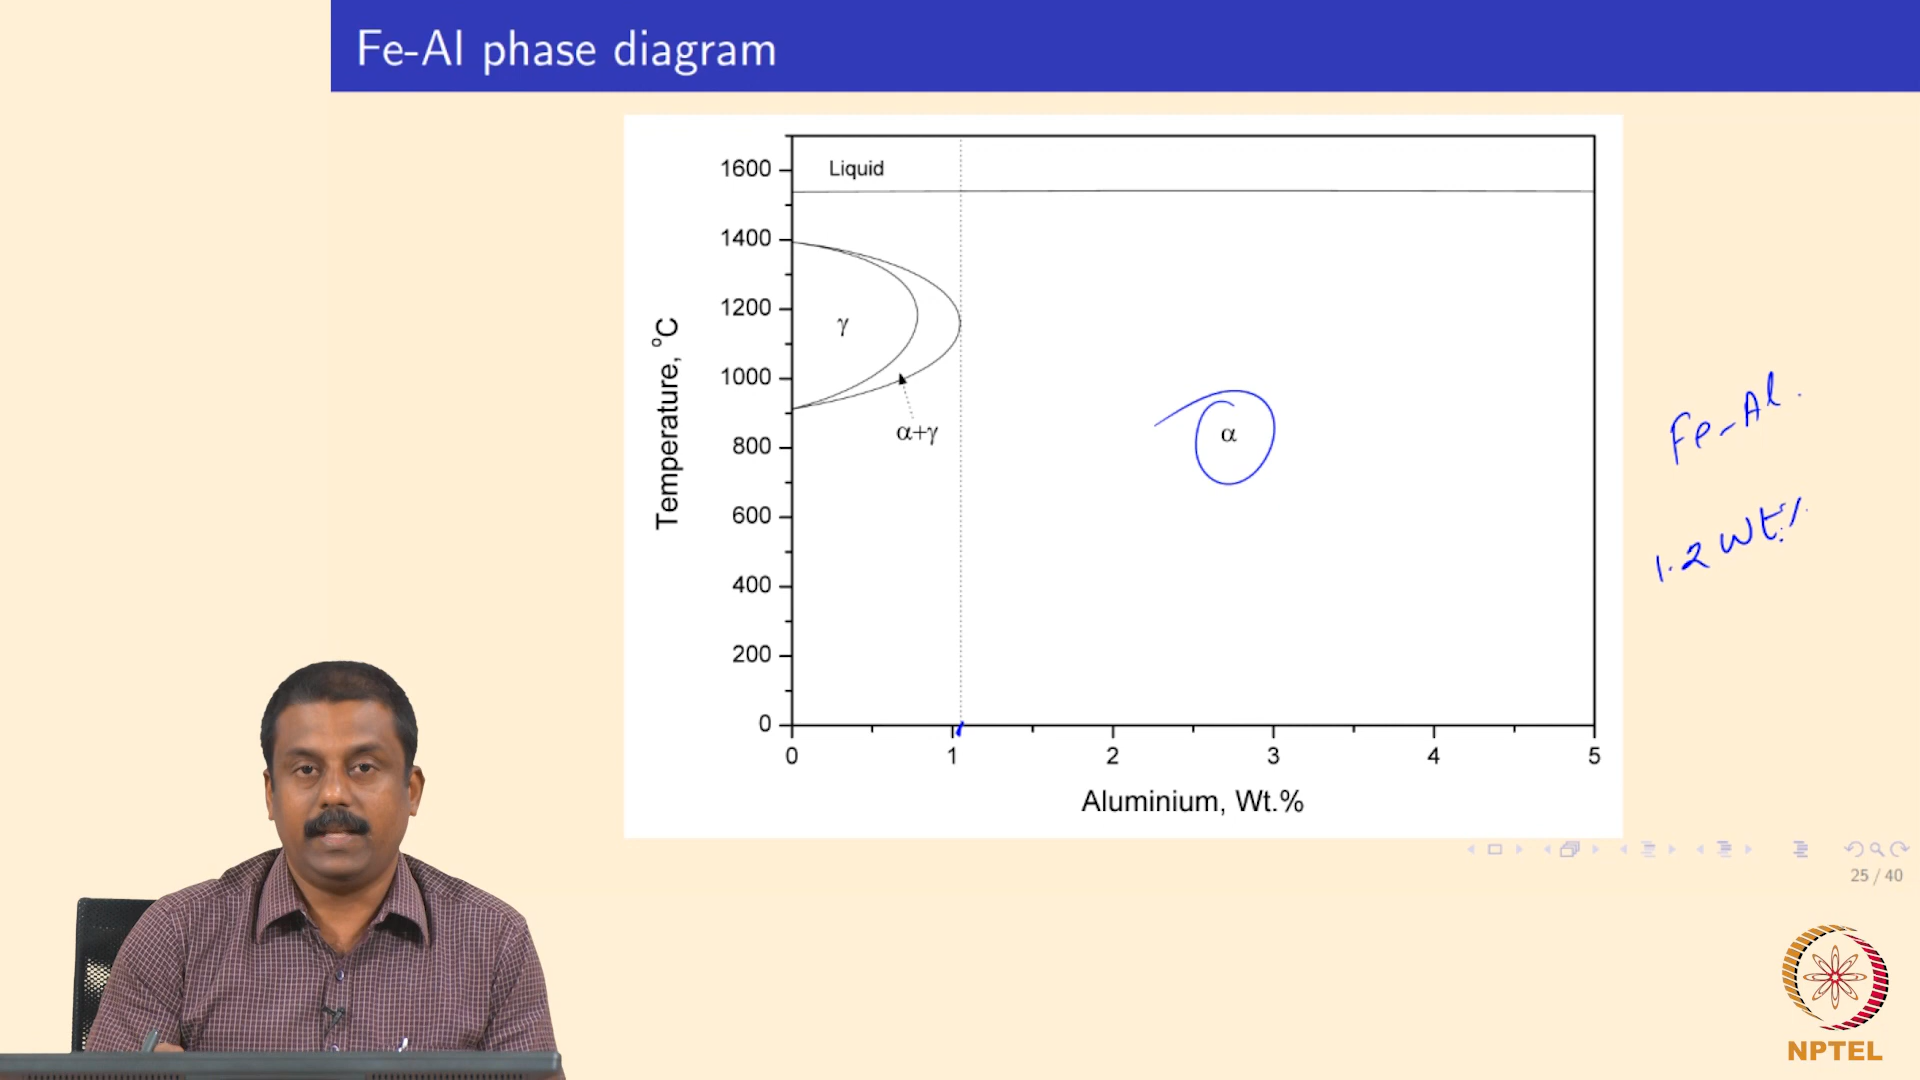 Fe-Al phase diagram
1600
Liquid
1400
1200
γ
1000
α+γ
800
α
600
400
200
0
Temperature, °C
0 1 2 3 4 5
Aluminium, Wt.%
Fe-Al.
1.2 Wt%
25 / 40
NPTEL